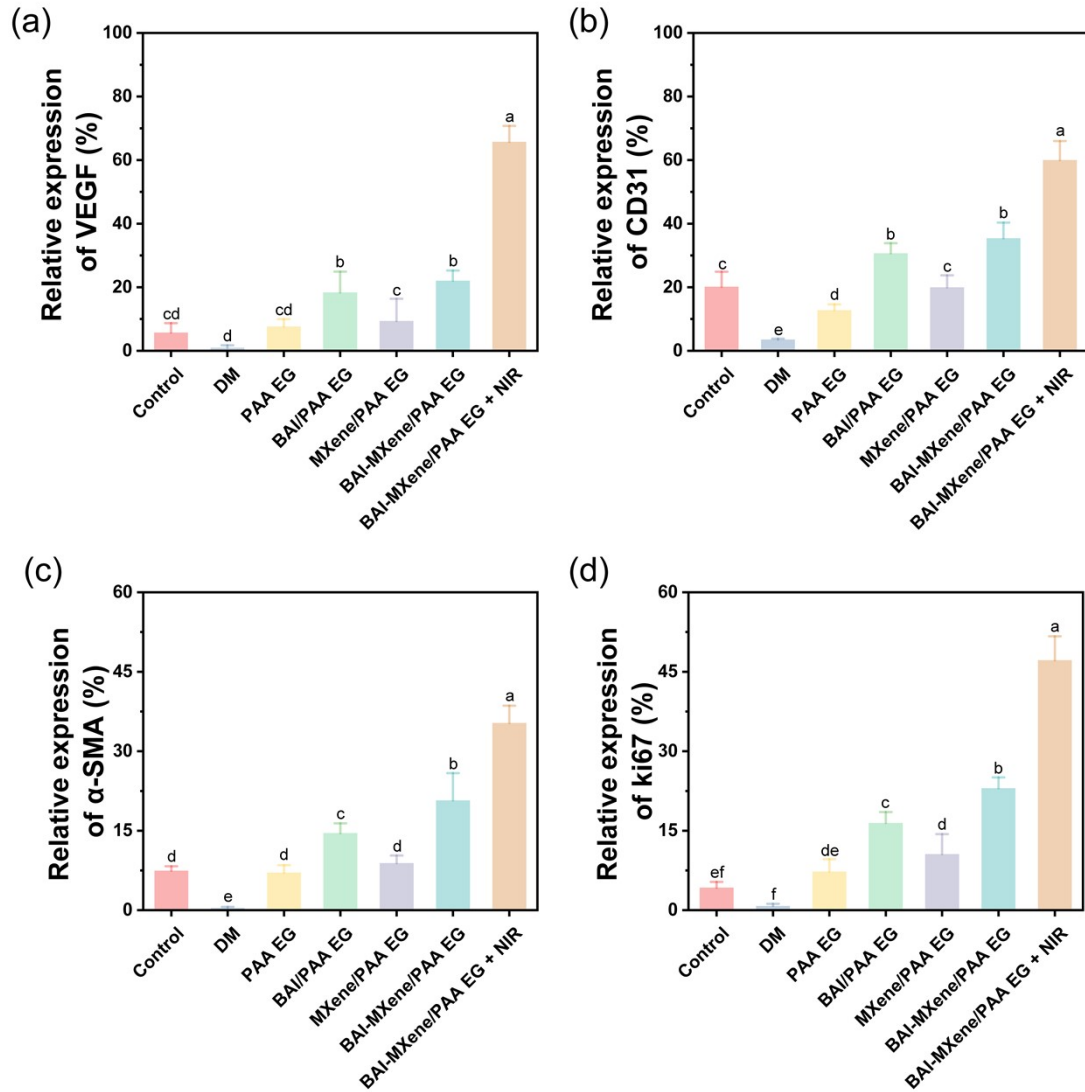 (a)
Relative expression
of VEGF (%)
100
80
60
40
20
0
cd
d
cd
b
c
b
a
Control
DM
PAA EG
BAI/PAA EG
MXene/PAA EG
BAI-MXene/PAA EG
BAI-MXene/PAA EG + NIR
(b)
Relative expression
of CD31 (%)
100
80
60
40
20
0
c
e
d
b
c
b
a
Control
DM
PAA EG
BAI/PAA EG
MXene/PAA EG
BAI-MXene/PAA EG
BAI-MXene/PAA EG + NIR
(c)
Relative expression
of α-SMA (%)
60
45
30
15
0
d
e
d
c
d
b
a
Control
DM
PAA EG
BAI/PAA EG
MXene/PAA EG
BAI-MXene/PAA EG
BAI-MXene/PAA EG + NIR
(d)
Relative expression
of ki67 (%)
60
45
30
15
0
ef
f
de
c
d
b
a
Control
DM
PAA EG
BAI/PAA EG
MXene/PAA EG
BAI-MXene/PAA EG
BAI-MXene/PAA EG + NIR